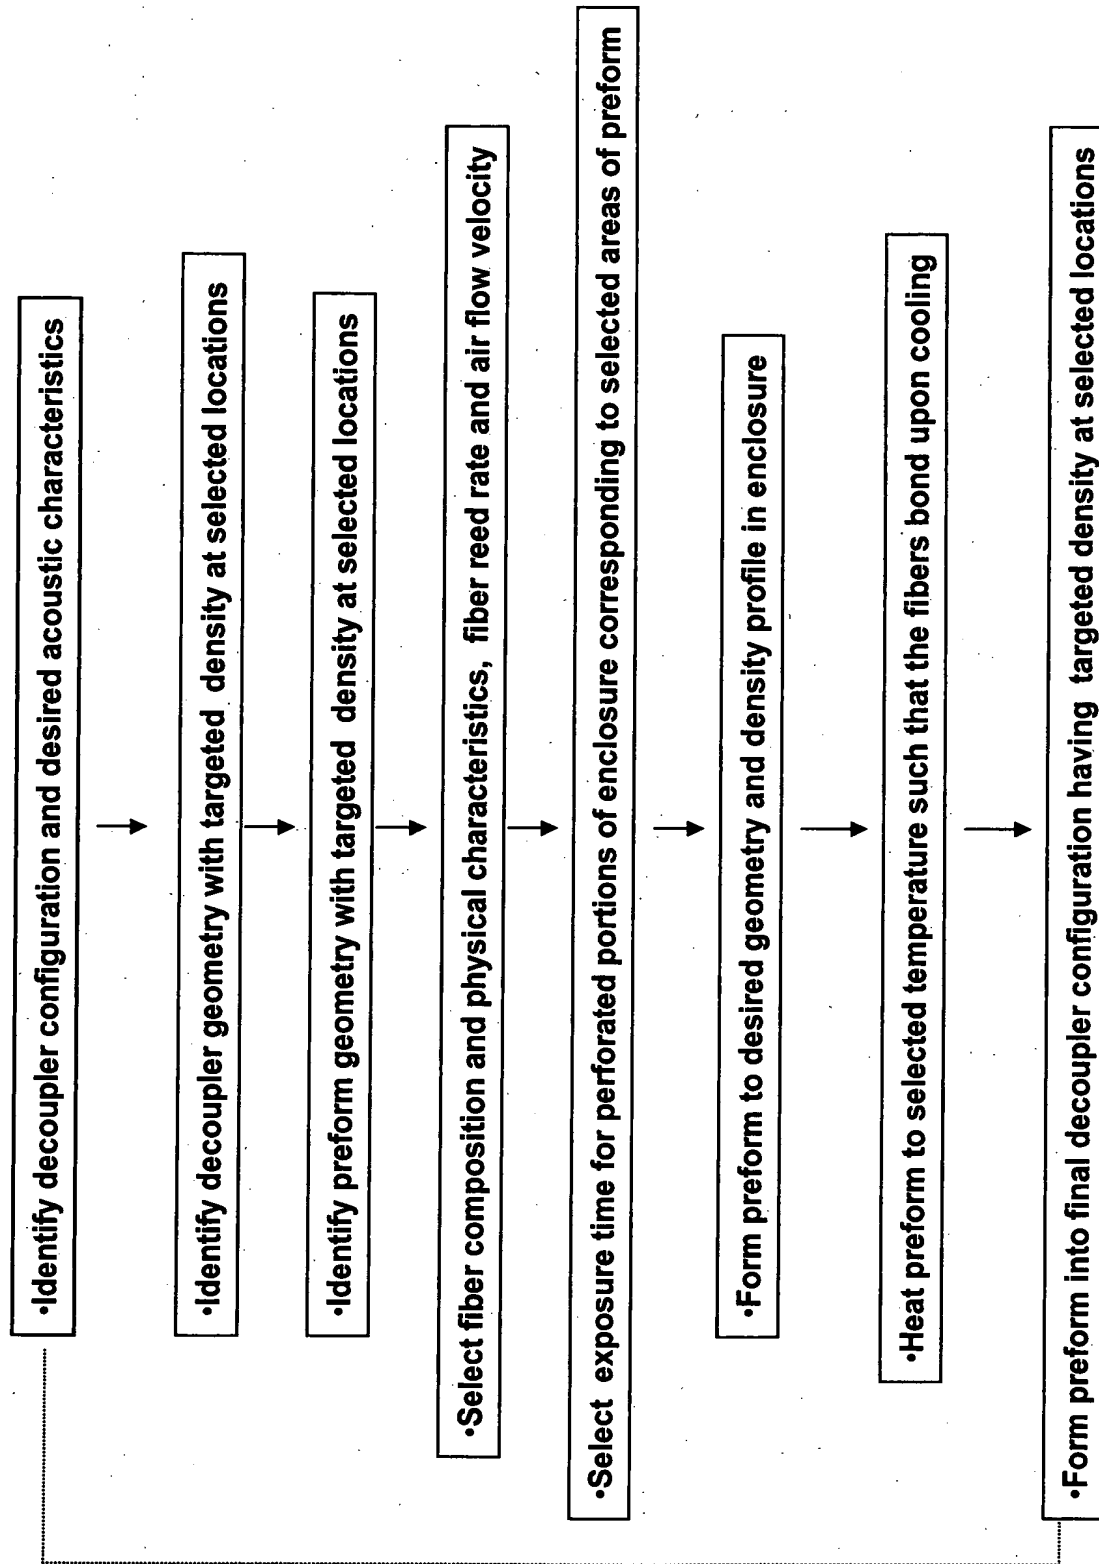 •Identify decoupler configuration and desired acoustic characteristics
•Identify decoupler geometry with targeted density at selected locations
•Identify preform geometry with targeted density at selected locations
•Select fiber composition and physical characteristics, fiber reed rate and air flow velocity
•Select exposure time for perforated portions of enclosure corresponding to selected areas of preform
•Form preform to desired geometry and density profile in enclosure
•Heat preform to selected temperature such that the fibers bond upon cooling
•Form preform into final decoupler configuration having targeted density at selected locations